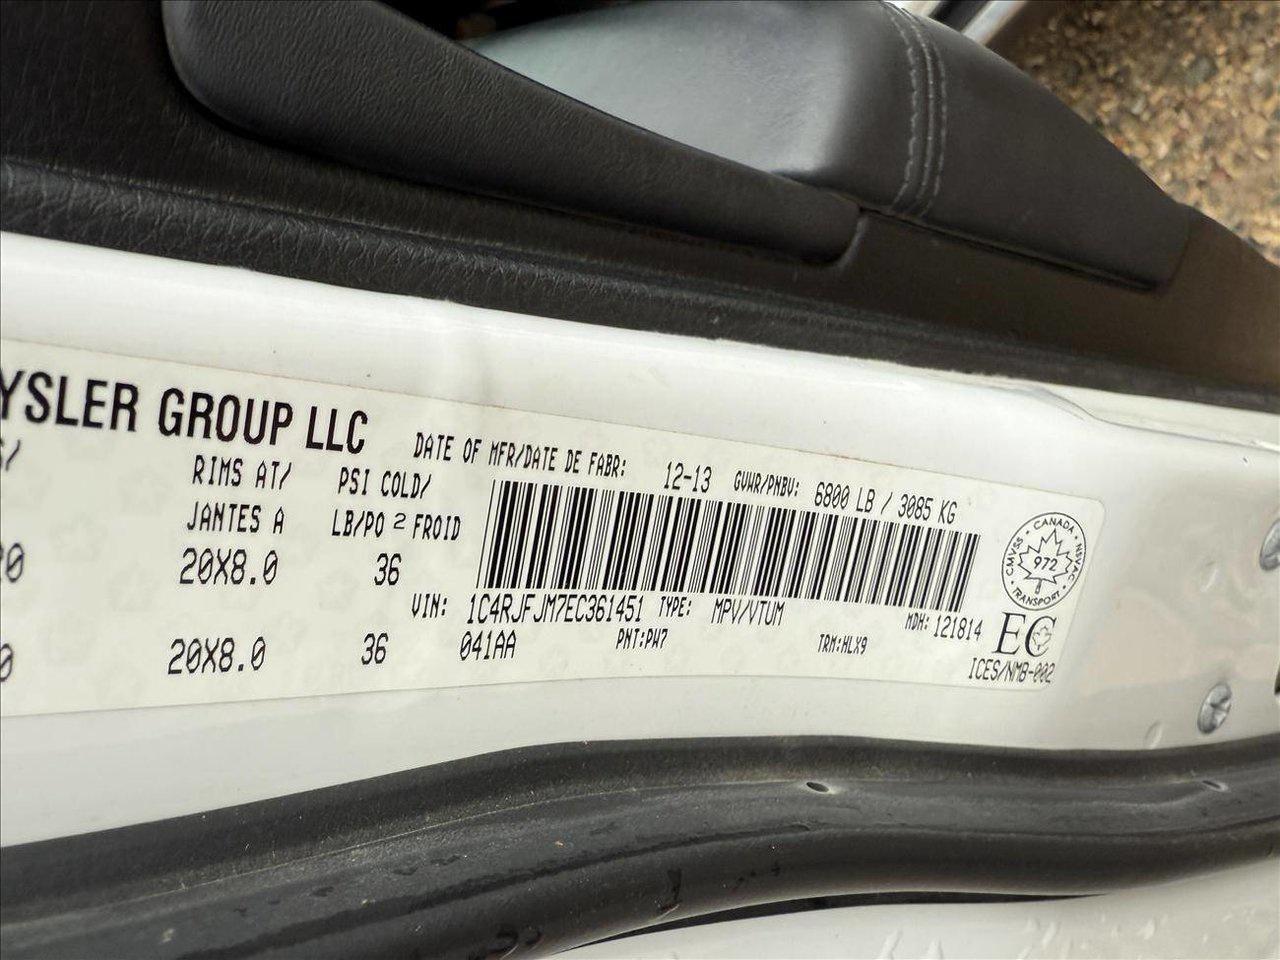 YSLER GROUP LLC
DATE OF MFR/DATE DE FABR: 12-13 GVWR/PNBV: 6800 LB / 3085 KG
RIMS AT/ PSI COLD/
JANTES A LB/PO 2 FROID
20X8.0 36
VIN: 1C4RJFJM7EC361451 TYPE: MPV/VTUM MDH: 121814
20X8.0 36 041AA PNT:PW7 TRM:HLX9
CANADA
CMVSS 972 NSVAC
TRANSPORT
EC
ICES/NMB-002